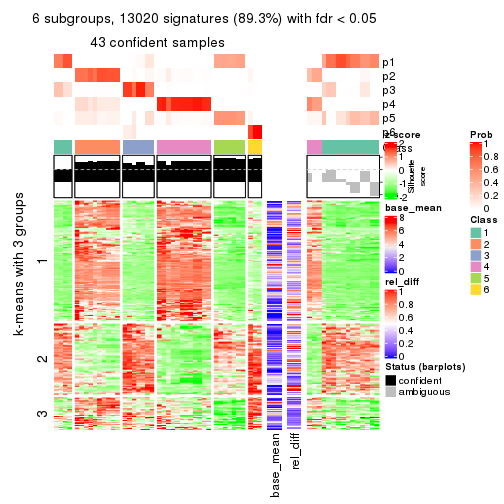 6 subgroups, 13020 signatures (89.3%) with fdr < 0.05
43 confident samples
p1
p2
p3
p4
p5
p6
Class
Silhouette
score
k-means with 3 groups
1
2
3
base_mean
rel_diff
z-score
2
1
0
-1
-2
base_mean
8
6
4
2
0
rel_diff
1
0.8
0.6
0.4
0.2
0
Status (barplots)
confident
ambiguous
Prob
1
0.8
0.6
0.4
0.2
0
Class
1
2
3
4
5
6